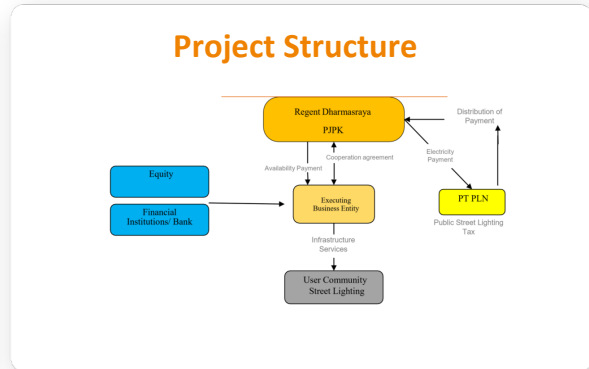 Project Structure
Regent Dharmasraya
PJPK
Distribution of
Payment
Availability Payment
Cooperation agreement
Electricity
Payment
Equity
Financial
Institutions/ Bank
Executing
Business Entity
PT PLN
Public Street Lighting
Tax
Infrastructure
Services
User Community
Street Lighting